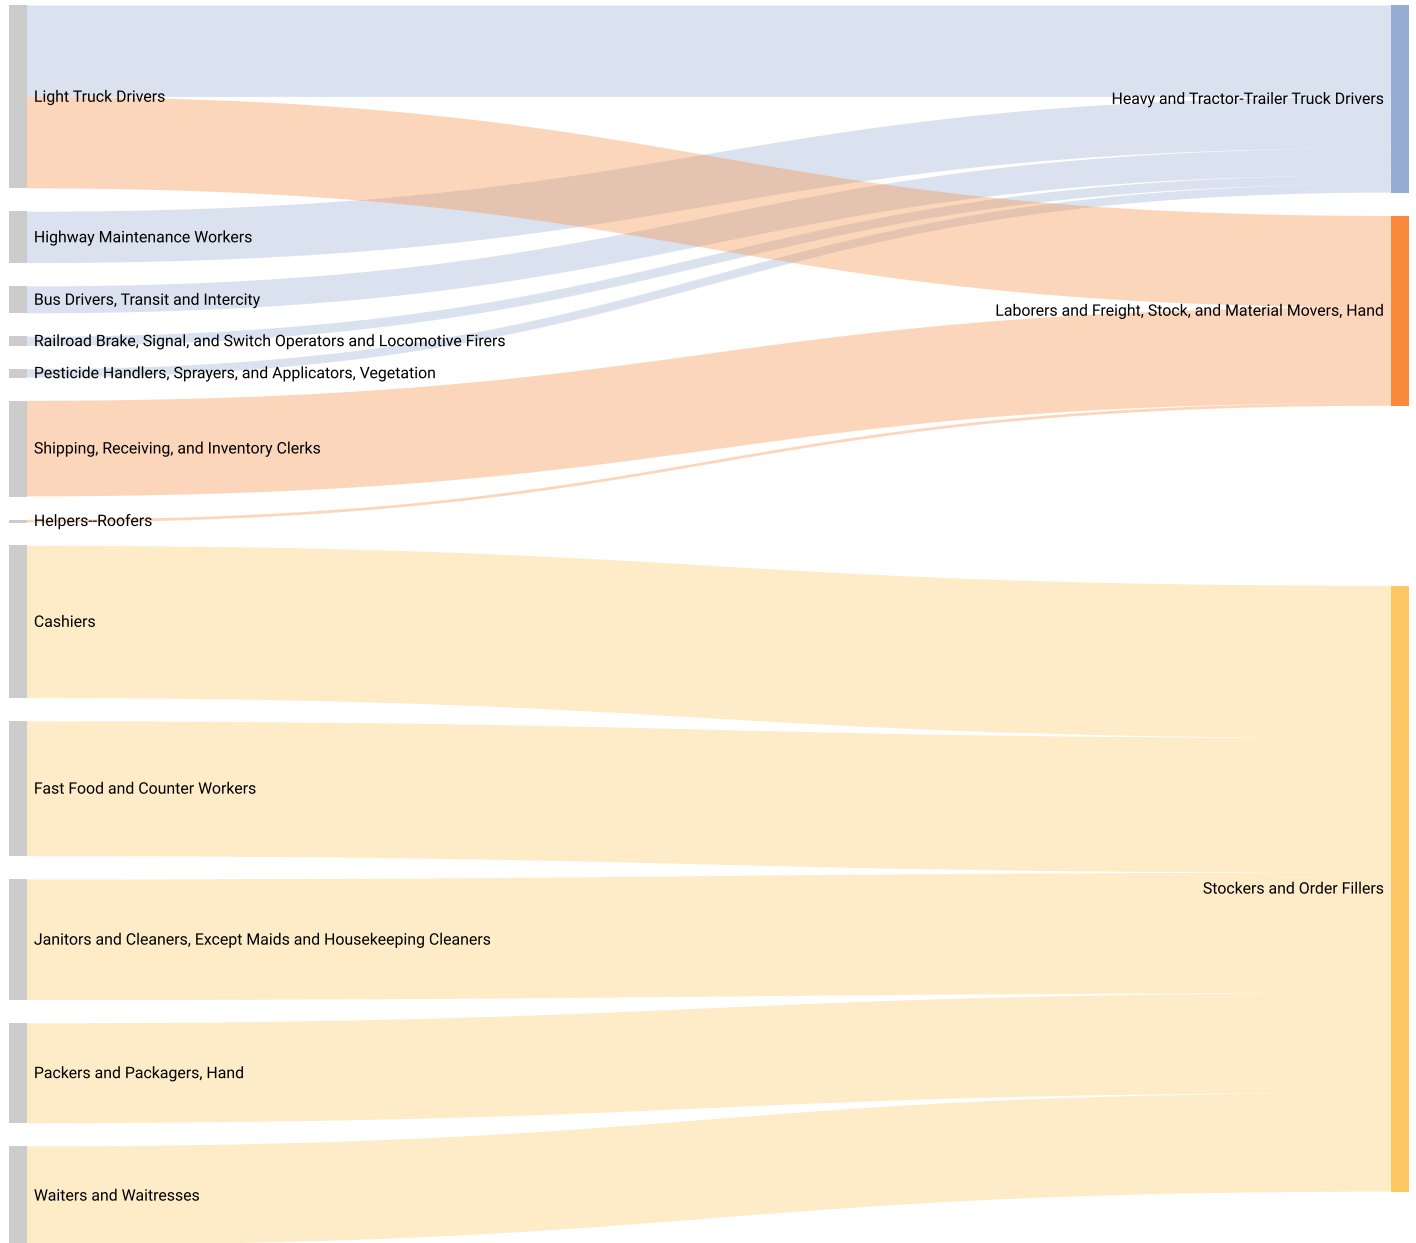 Light Truck Drivers
Heavy and Tractor-Trailer Truck Drivers
Highway Maintenance Workers
Bus Drivers, Transit and Intercity
Laborers and Freight, Stock, and Material Movers, Hand
Railroad Brake, Signal, and Switch Operators and Locomotive Firers
Pesticide Handlers, Sprayers, and Applicators, Vegetation
Shipping, Receiving, and Inventory Clerks
Helpers--Roofers
Cashiers
Fast Food and Counter Workers
Stockers and Order Fillers
Janitors and Cleaners, Except Maids and Housekeeping Cleaners
Packers and Packagers, Hand
Waiters and Waitresses